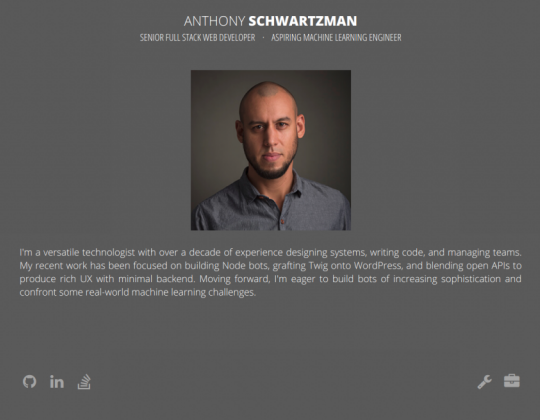 ANTHONY SCHWARTZMAN
SENIOR FULL STACK WEB DEVELOPER · ASPIRING MACHINE LEARNING ENGINEER
I'm a versatile technologist with over a decade of experience designing systems, writing code, and managing teams.
My recent work has been focused on building Node bots, grafting Twig onto WordPress, and blending open APIs to
produce rich UX with minimal backend. Moving forward, I'm eager to build bots of increasing sophistication and
confront some real-world machine learning challenges.
in